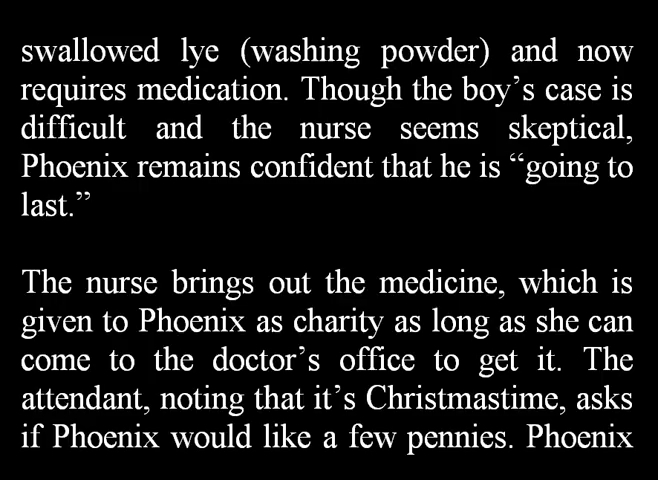 swallowed lye (washing powder) and now
requires medication. Though the boy’s case is
difficult and the nurse seems skeptical,
Phoenix remains confident that he is “going to
last.”
The nurse brings out the medicine, which is
given to Phoenix as charity as long as she can
come to the doctor’s office to get it. The
attendant, noting that it’s Christmastime, asks
if Phoenix would like a few pennies. Phoenix